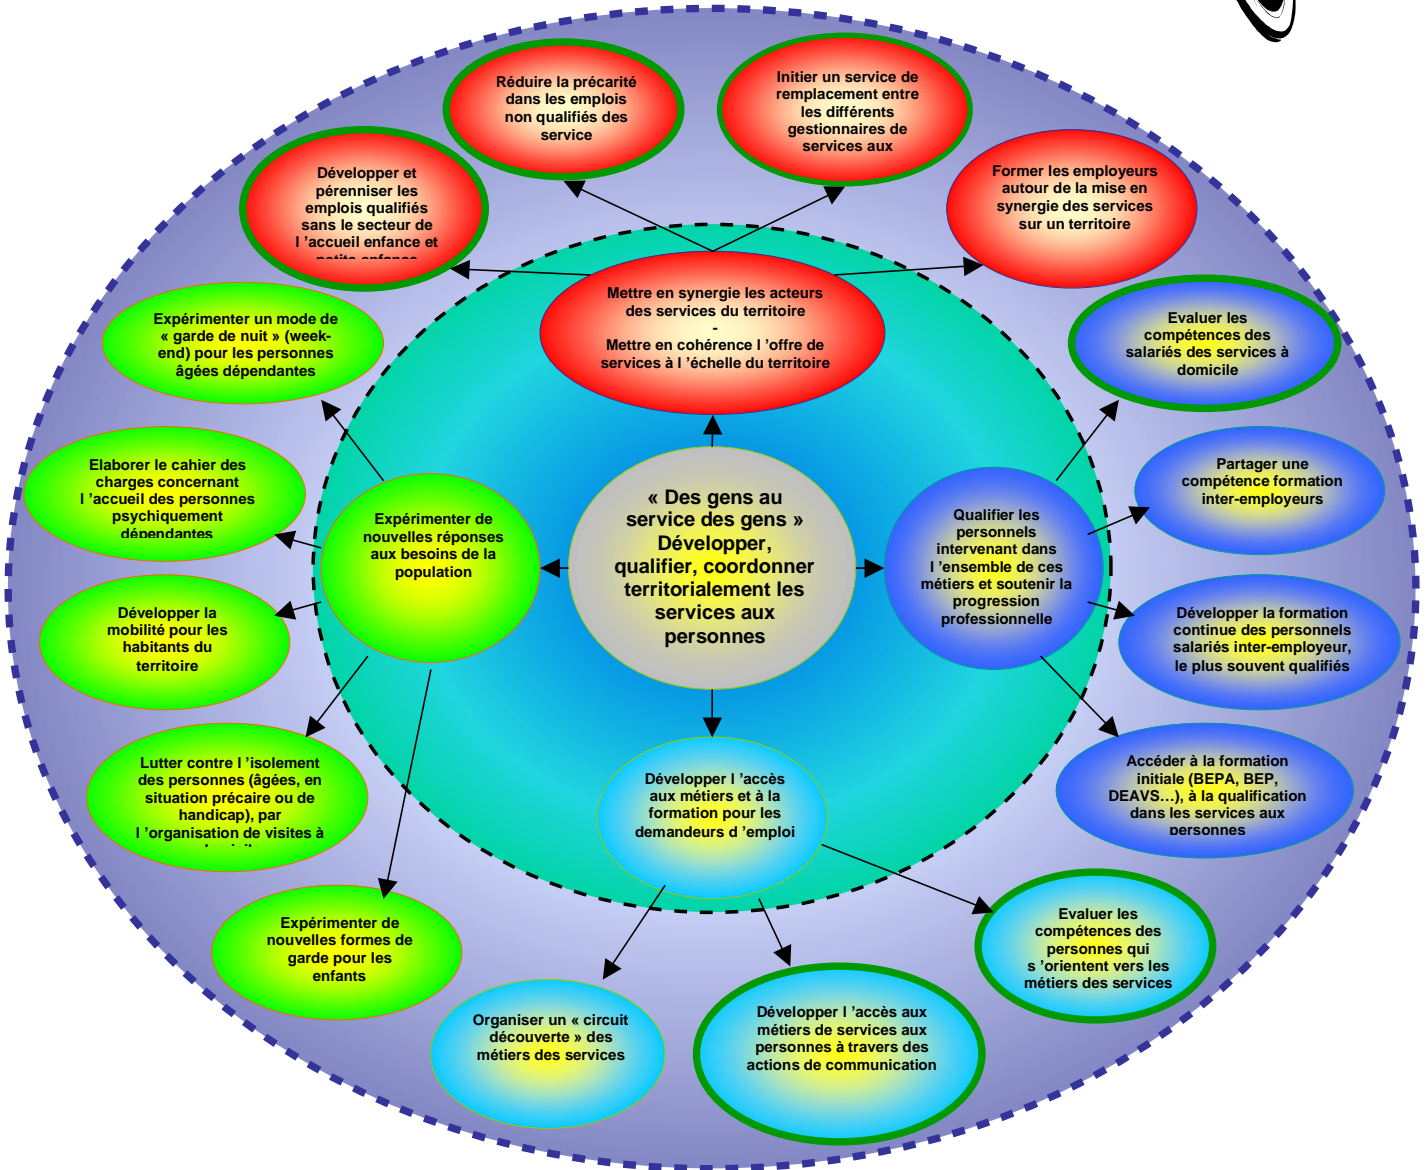 Réduire la précarité
dans les emplois
non qualifiés des
service
Initier un service de
remplacement entre
les différents
gestionnaires de
services aux
Développer et
pérenniser les
emplois qualifiés
sans le secteur de
l ’accueil enfance et
petite enfance
Former les employeurs
autour de la mise en
synergie des services
sur un territoire
Mettre en synergie les acteurs
des services du territoire
-
Mettre en cohérence l ’offre de
services à l ’échelle du territoire
Expérimenter un mode de
« garde de nuit » (week-
end) pour les personnes
âgées dépendantes
Evaluer les
compétences des
salariés des services à
domicile
Elaborer le cahier des
charges concernant
l ’accueil des personnes
psychiquement
dépendantes
Partager une
compétence formation
inter-employeurs
Expérimenter de
nouvelles réponses
aux besoins de la
population
« Des gens au
service des gens »
Développer,
qualifier, coordonner
territorialement les
services aux
personnes
Qualifier les
personnels
intervenant dans
l ’ensemble de ces
métiers et soutenir la
progression
professionnelle
Développer la
mobilité pour les
habitants du
territoire
Développer la formation
continue des personnels
salariés inter-employeur,
le plus souvent qualifiés
Lutter contre l ’isolement
des personnes (âgées, en
situation précaire ou de
handicap), par
l ’organisation de visites à
Développer l ’accès
aux métiers et à la
formation pour les
demandeurs d ’emploi
Accéder à la formation
initiale (BEPA, BEP,
DEAVS...), à la qualification
dans les services aux
personnes
Expérimenter de
nouvelles formes de
garde pour les
enfants
Evaluer les
compétences des
personnes qui
s ’orientent vers les
métiers des services
Organiser un « circuit
découverte » des
métiers des services
Développer l ’accès aux
métiers de services aux
personnes à travers des
actions de communication